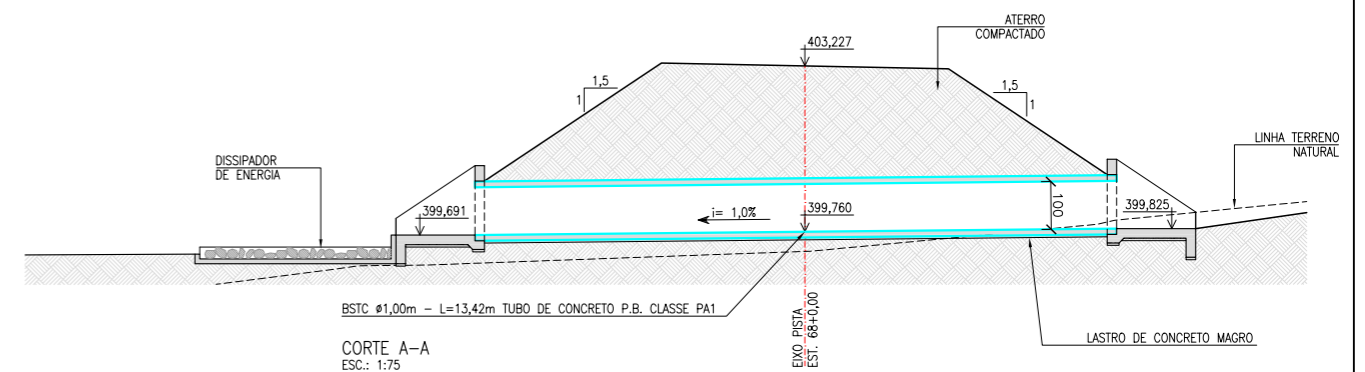 ATERRO
COMPACTADO
403,227
1,5
1
1,5
1
LINHA TERRENO
NATURAL
DISSIPADOR
DE ENERGIA
399,691
i= 1,0%
399,760
100
399,825
BSTC ø1,00m – L=13,42m TUBO DE CONCRETO P.B. CLASSE PA1
EIXO PISTA
EST. 68+0,00
LASTRO DE CONCRETO MAGRO
CORTE A–A
ESC.: 1:75